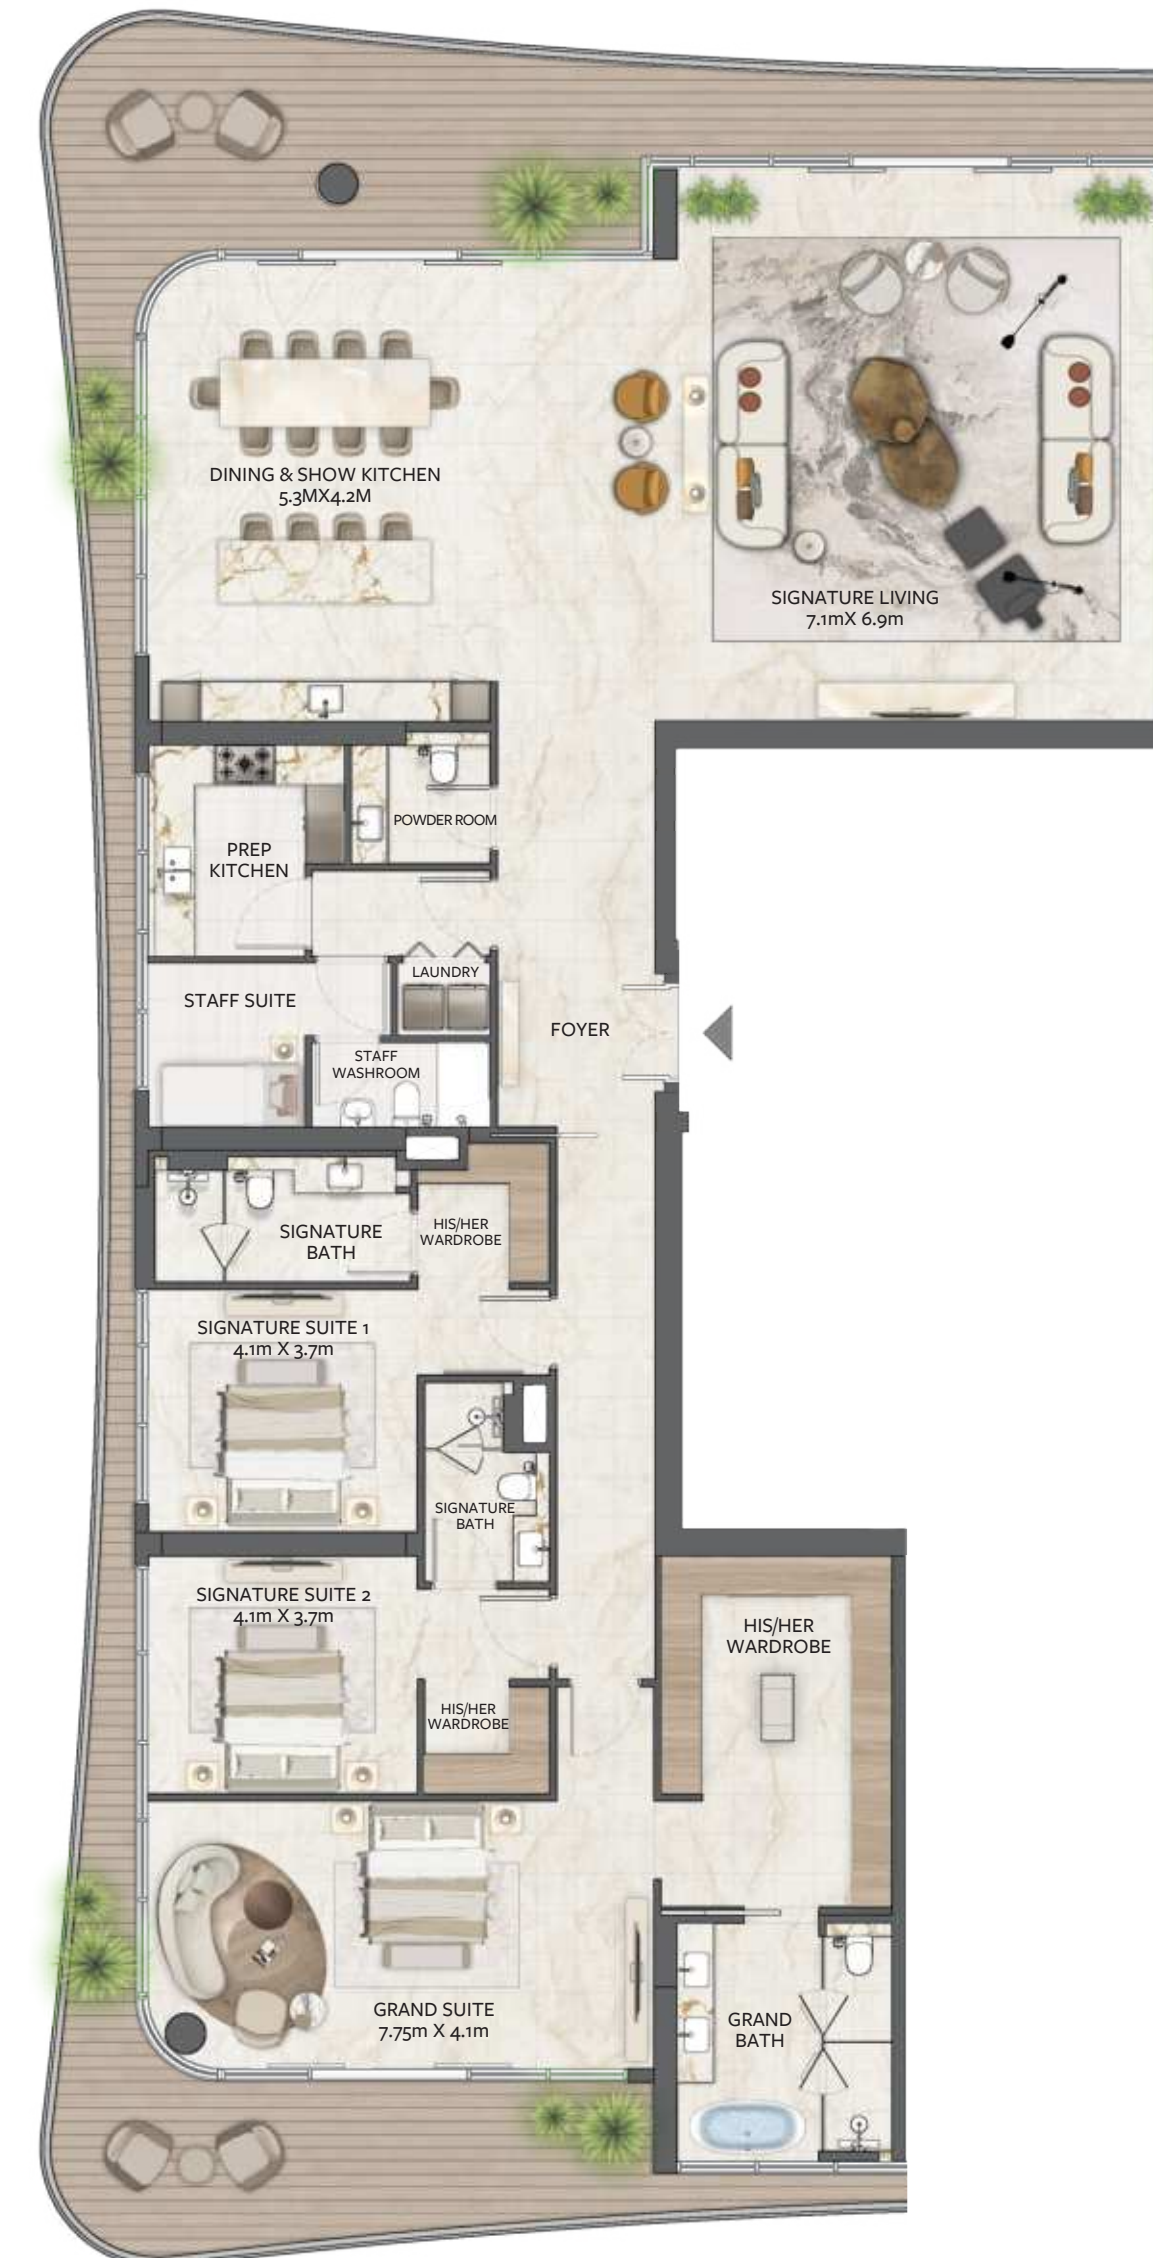 DINING & SHOW KITCHEN
5.3MX4.2M
SIGNATURE LIVING
7.1mX 6.9m
POWDER ROOM
PREP
KITCHEN
LAUNDRY
STAFF SUITE
FOYER
STAFF
WASHROOM
SIGNATURE
BATH
HIS/HER
WARDROBE
SIGNATURE SUITE 1
4.1m X 3.7m
SIGNATURE
BATH
SIGNATURE SUITE 2
4.1m X 3.7m
HIS/HER
WARDROBE
HIS/HER
WARDROBE
GRAND SUITE
7.75m X 4.1m
GRAND
BATH